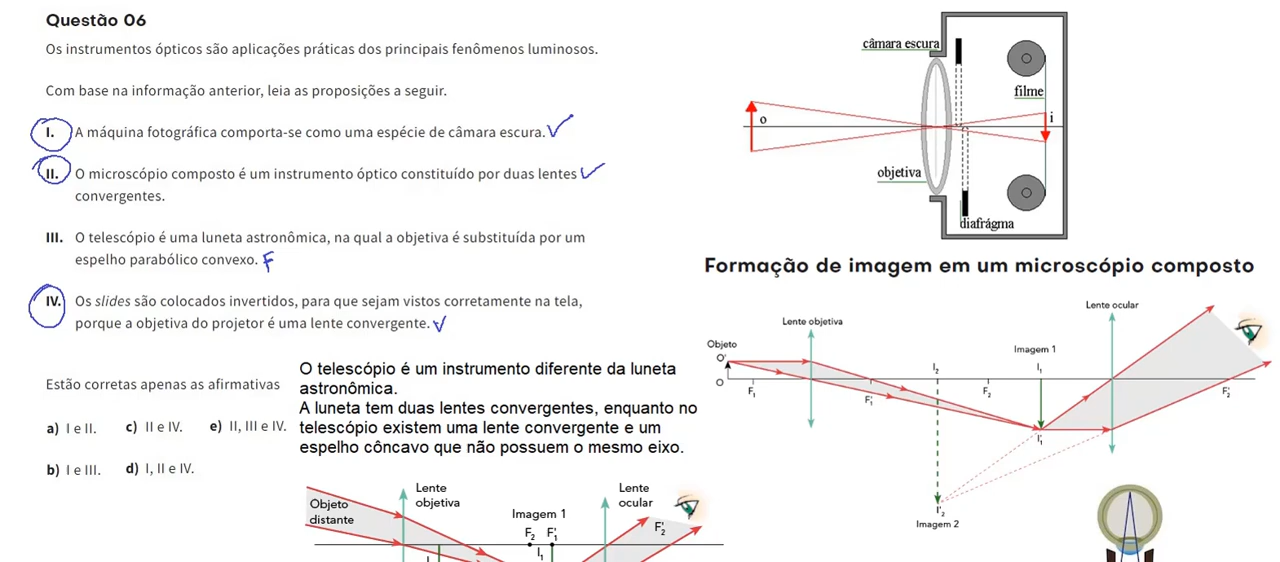 Questão 06
Os instrumentos ópticos são aplicações práticas dos principais fenômenos luminosos.
Com base na informação anterior, leia as proposições a seguir.
I. A máquina fotográfica comporta-se como uma espécie de câmara escura. V
II. O microscópio composto é um instrumento óptico constituído por duas lentes
convergentes.
III. O telescópio é uma luneta astronômica, na qual a objetiva é substituída por um
espelho parabólico convexo. F
IV. Os slides são colocados invertidos, para que sejam vistos corretamente na tela,
porque a objetiva do projetor é uma lente convergente. V
Estão corretas apenas as afirmativas
a) I e II. c) II e IV. e) II, III e IV.
b) I e III. d) I, II e IV.
O telescópio é um instrumento diferente da luneta
astronômica.
A luneta tem duas lentes convergentes, enquanto no
telescópio existem uma lente convergente e um
espelho côncavo que não possuem o mesmo eixo.
Objeto
distante
Lente
objetiva
Imagem 1
F2 F'1
I1
Lente
ocular
F'2
câmara escura
filme
o
i
objetiva
diafrágma
Formação de imagem em um microscópio composto
Lente ocular
Lente objetiva
Imagem 1
Objeto
O'
O
F1
F'1
I2
F2
I1
F'2
I'1
I'2
Imagem 2